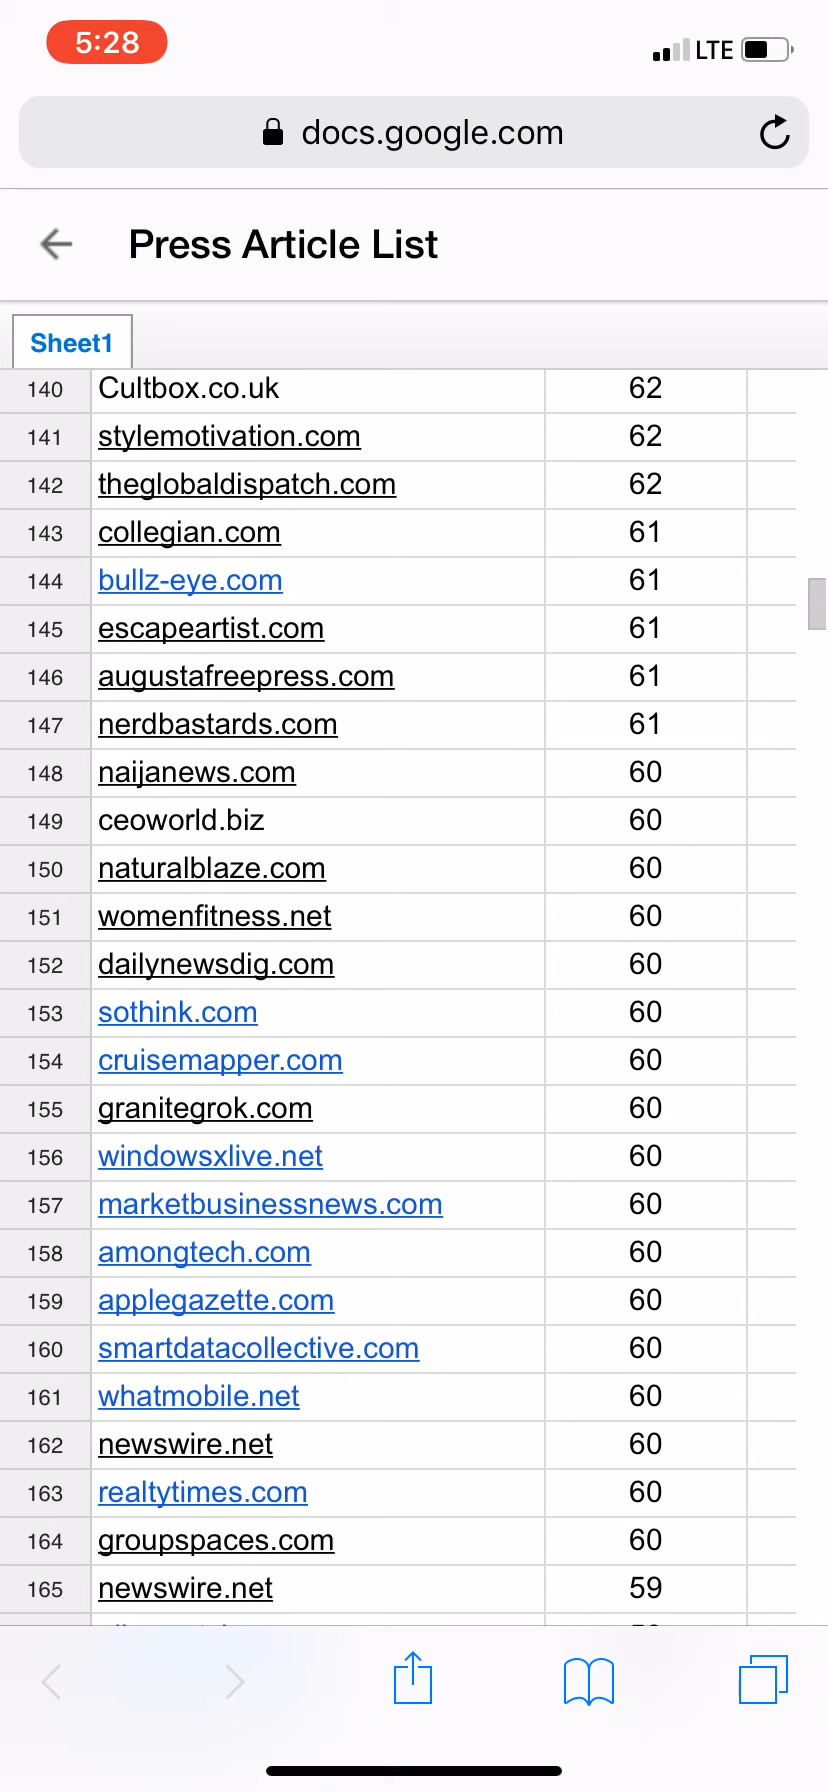 5:28
LTE
docs.google.com
Press Article List
Sheet1
140 Cultbox.co.uk 62
141 stylemotivation.com 62
142 theglobaldispatch.com 62
143 collegian.com 61
144 bullz-eye.com 61
145 escapeartist.com 61
146 augustafreepress.com 61
147 nerdbastards.com 61
148 naijanews.com 60
149 ceoworld.biz 60
150 naturalblaze.com 60
151 womenfitness.net 60
152 dailynewsdig.com 60
153 sothink.com 60
154 cruisemapper.com 60
155 granitegrok.com 60
156 windowsxlive.net 60
157 marketbusinessnews.com 60
158 amongtech.com 60
159 applegazette.com 60
160 smartdatacollective.com 60
161 whatmobile.net 60
162 newswire.net 60
163 realtytimes.com 60
164 groupspaces.com 60
165 newswire.net 59